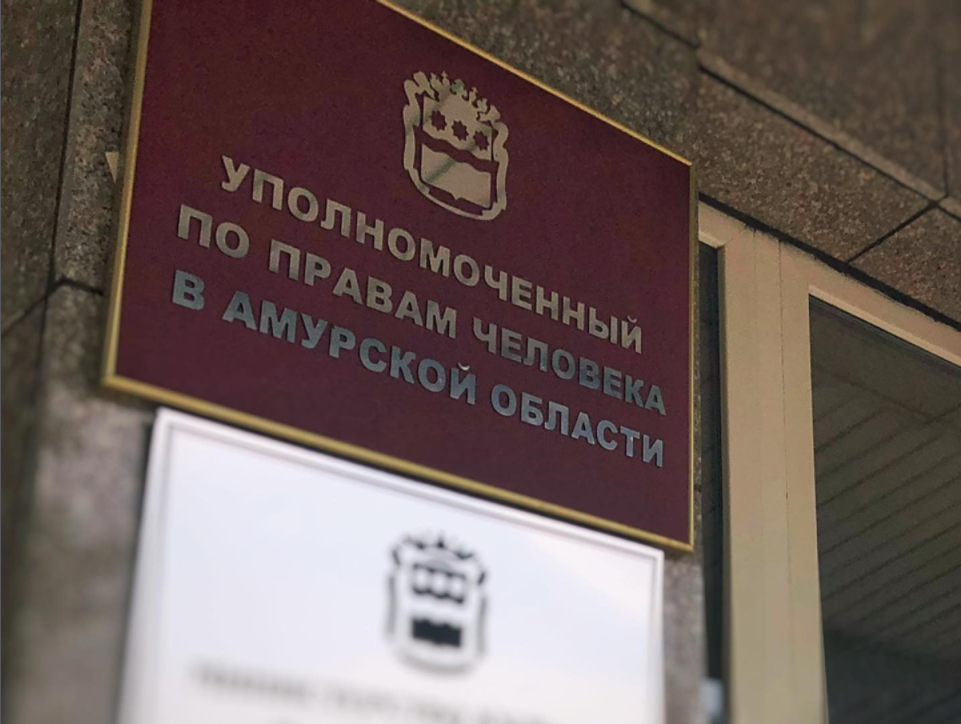 УПОЛНОМОЧЕННЫЙ
ПО ПРАВАМ ЧЕЛОВЕКА
В АМУРСКОЙ ОБЛАСТИ